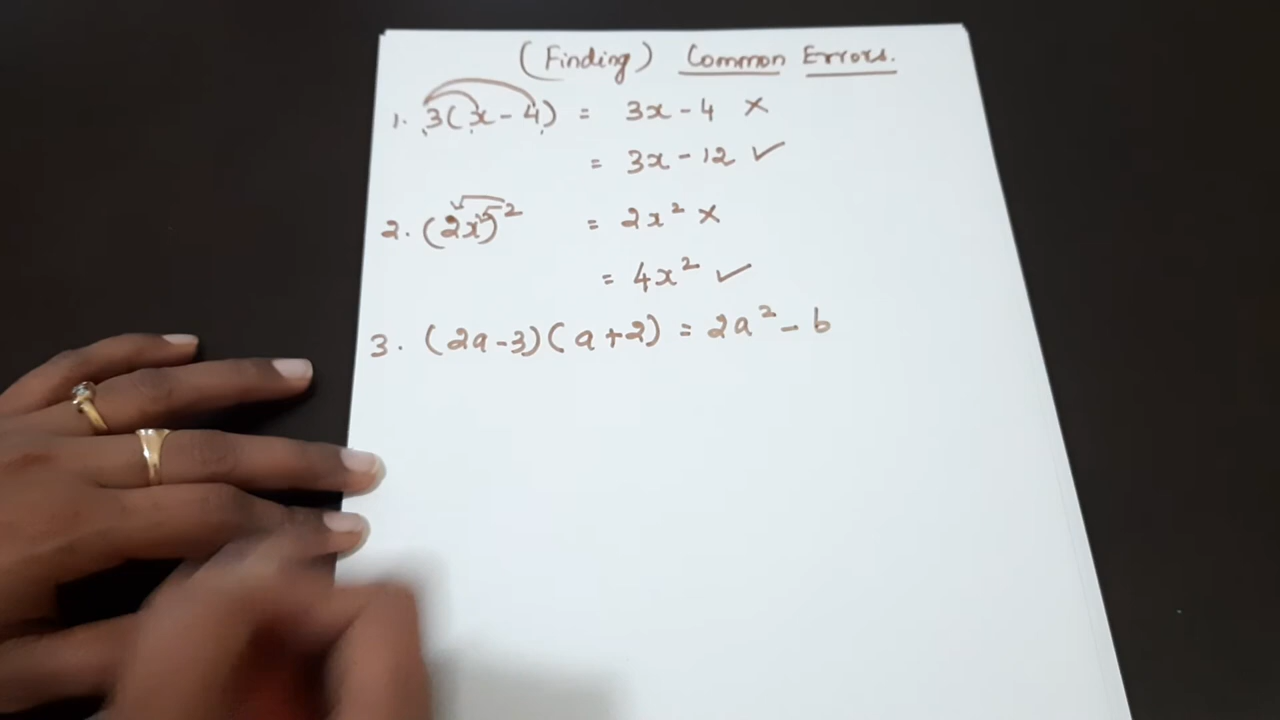 (Finding) Common Errors.
1. 3(x - 4) = 3x - 4 ×
= 3x - 12 ✓
2. (2x)² = 2x² ×
= 4x² ✓
3. (2a-3)(a+2) = 2a² - 6